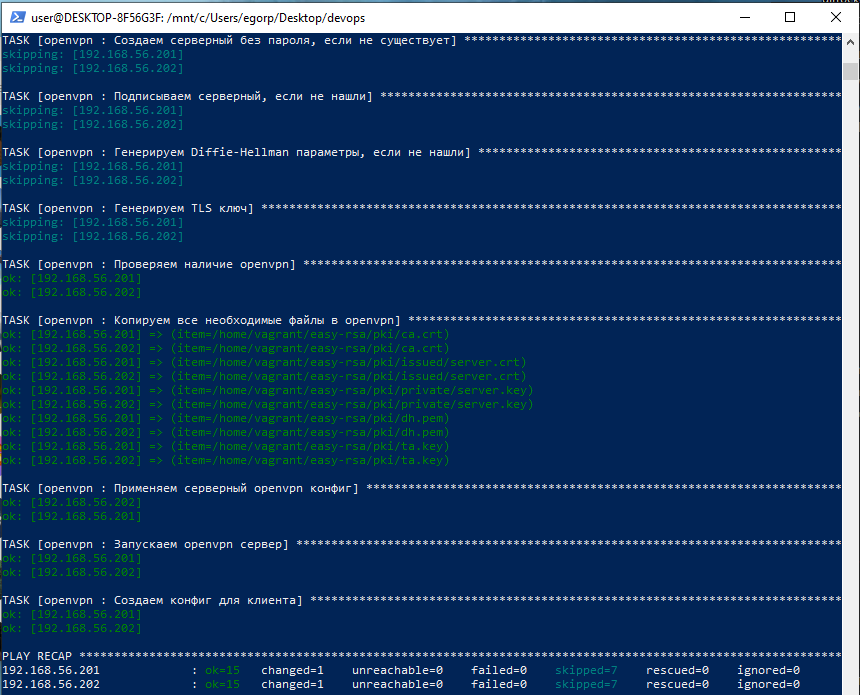 user@DESKTOP-8F56G3F: /mnt/c/Users/egorp/Desktop/devops
TASK [openvpn : Создаем серверный без пароля, если не существует] ******************************************************
skipping: [192.168.56.201]
skipping: [192.168.56.202]
TASK [openvpn : Подписываем серверный, если не нашли] ******************************************************************
skipping: [192.168.56.201]
skipping: [192.168.56.202]
TASK [openvpn : Генерируем Diffie-Hellman параметры, если не нашли] ****************************************************
skipping: [192.168.56.201]
skipping: [192.168.56.202]
TASK [openvpn : Генерируем TLS ключ] ***********************************************************************************
skipping: [192.168.56.201]
skipping: [192.168.56.202]
TASK [openvpn : Проверяем наличие openvpn] *****************************************************************************
ok: [192.168.56.201]
ok: [192.168.56.202]
TASK [openvpn : Копируем все необходимые файлы в openvpn] **************************************************************
ok: [192.168.56.201] => (item=/home/vagrant/easy-rsa/pki/ca.crt)
ok: [192.168.56.202] => (item=/home/vagrant/easy-rsa/pki/ca.crt)
ok: [192.168.56.201] => (item=/home/vagrant/easy-rsa/pki/issued/server.crt)
ok: [192.168.56.202] => (item=/home/vagrant/easy-rsa/pki/issued/server.crt)
ok: [192.168.56.201] => (item=/home/vagrant/easy-rsa/pki/private/server.key)
ok: [192.168.56.202] => (item=/home/vagrant/easy-rsa/pki/private/server.key)
ok: [192.168.56.201] => (item=/home/vagrant/easy-rsa/pki/dh.pem)
ok: [192.168.56.202] => (item=/home/vagrant/easy-rsa/pki/dh.pem)
ok: [192.168.56.201] => (item=/home/vagrant/easy-rsa/pki/ta.key)
ok: [192.168.56.202] => (item=/home/vagrant/easy-rsa/pki/ta.key)
TASK [openvpn : Применяем серверный openvpn конфиг] ********************************************************************
ok: [192.168.56.202]
ok: [192.168.56.201]
TASK [openvpn : Запускаем openvpn сервер] ******************************************************************************
ok: [192.168.56.201]
ok: [192.168.56.202]
TASK [openvpn : Создаем конфиг для клиента] ****************************************************************************
ok: [192.168.56.201]
ok: [192.168.56.202]
PLAY RECAP *************************************************************************************************************
192.168.56.201 : ok=15 changed=1 unreachable=0 failed=0 skipped=7 rescued=0 ignored=0
192.168.56.202 : ok=15 changed=1 unreachable=0 failed=0 skipped=7 rescued=0 ignored=0